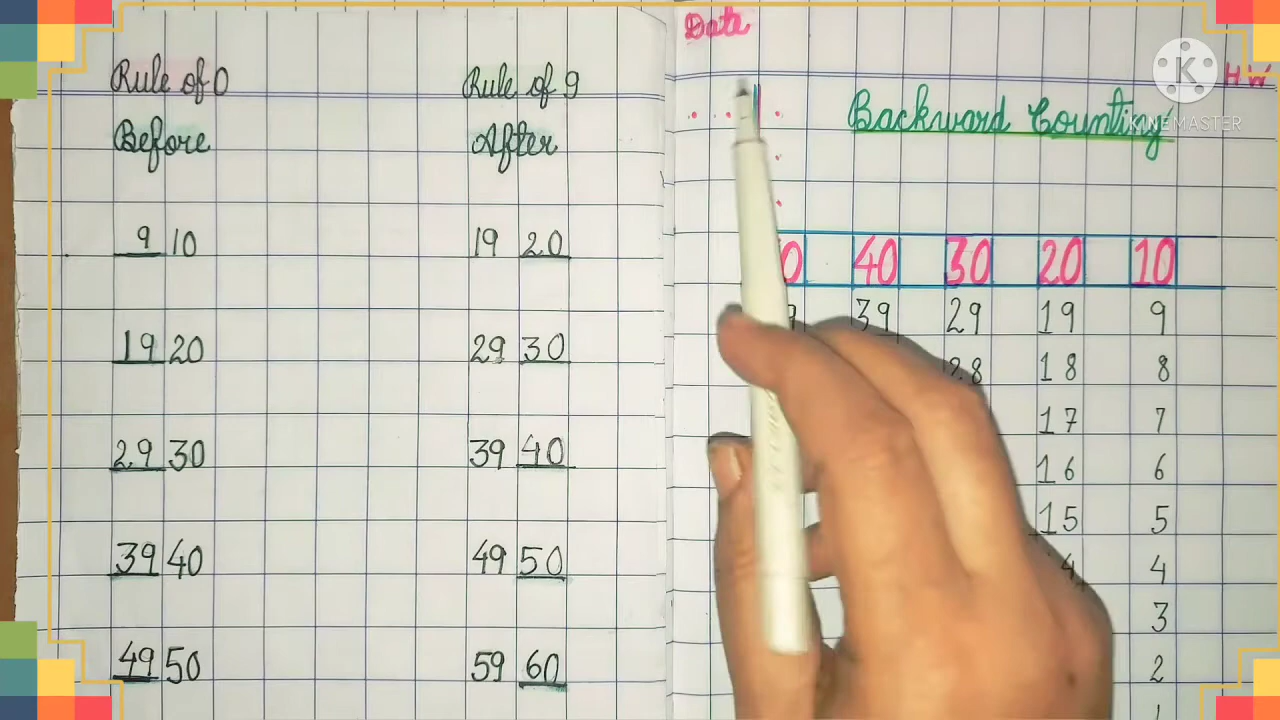 Rule of 0
Before
9 10
19 20
29 30
39 40
49 50
Rule of 9
After
19 20
29 30
39 40
49 50
59 60
Date
H.W
K
KINEMASTER
Backward Counting
40 30 20 10
39 29 19 9
28 18 8
17 7
16 6
15 5
4 4
3
2